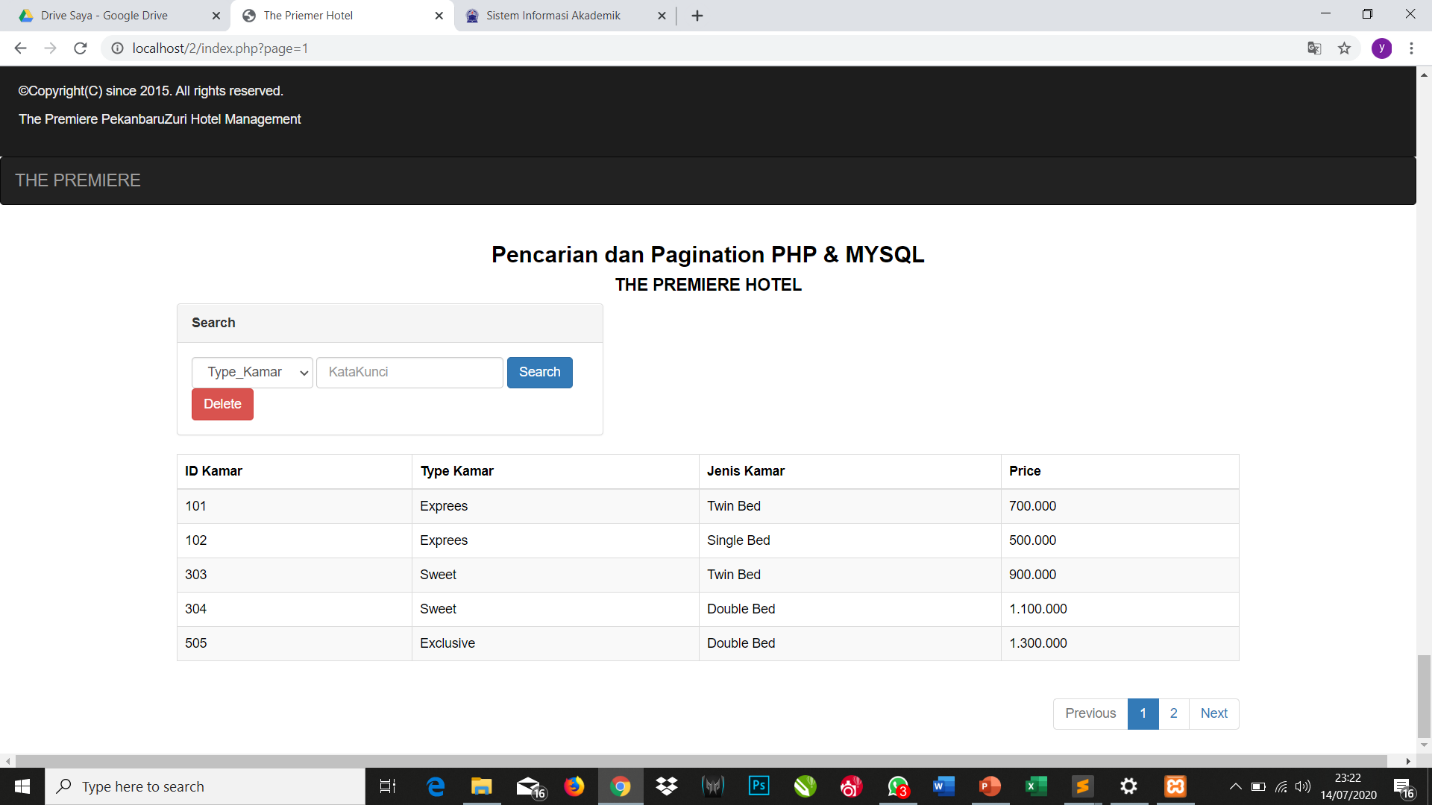 Drive Saya - Google Drive
The Priemer Hotel
Sistem Informasi Akademik
localhost/2/index.php?page=1
y
©Copyright(C) since 2015. All rights reserved.
The Premiere PekanbaruZuri Hotel Management
THE PREMIERE
Pencarian dan Pagination PHP & MYSQL
THE PREMIERE HOTEL
Search
Type_Kamar KataKunci Search
Delete
ID Kamar Type Kamar Jenis Kamar Price
101 Exprees Twin Bed 700.000
102 Exprees Single Bed 500.000
303 Sweet Twin Bed 900.000
304 Sweet Double Bed 1.100.000
505 Exclusive Double Bed 1.300.000
Previous 1 2 Next
Type here to search
16
Ps
3
23:22
14/07/2020
16